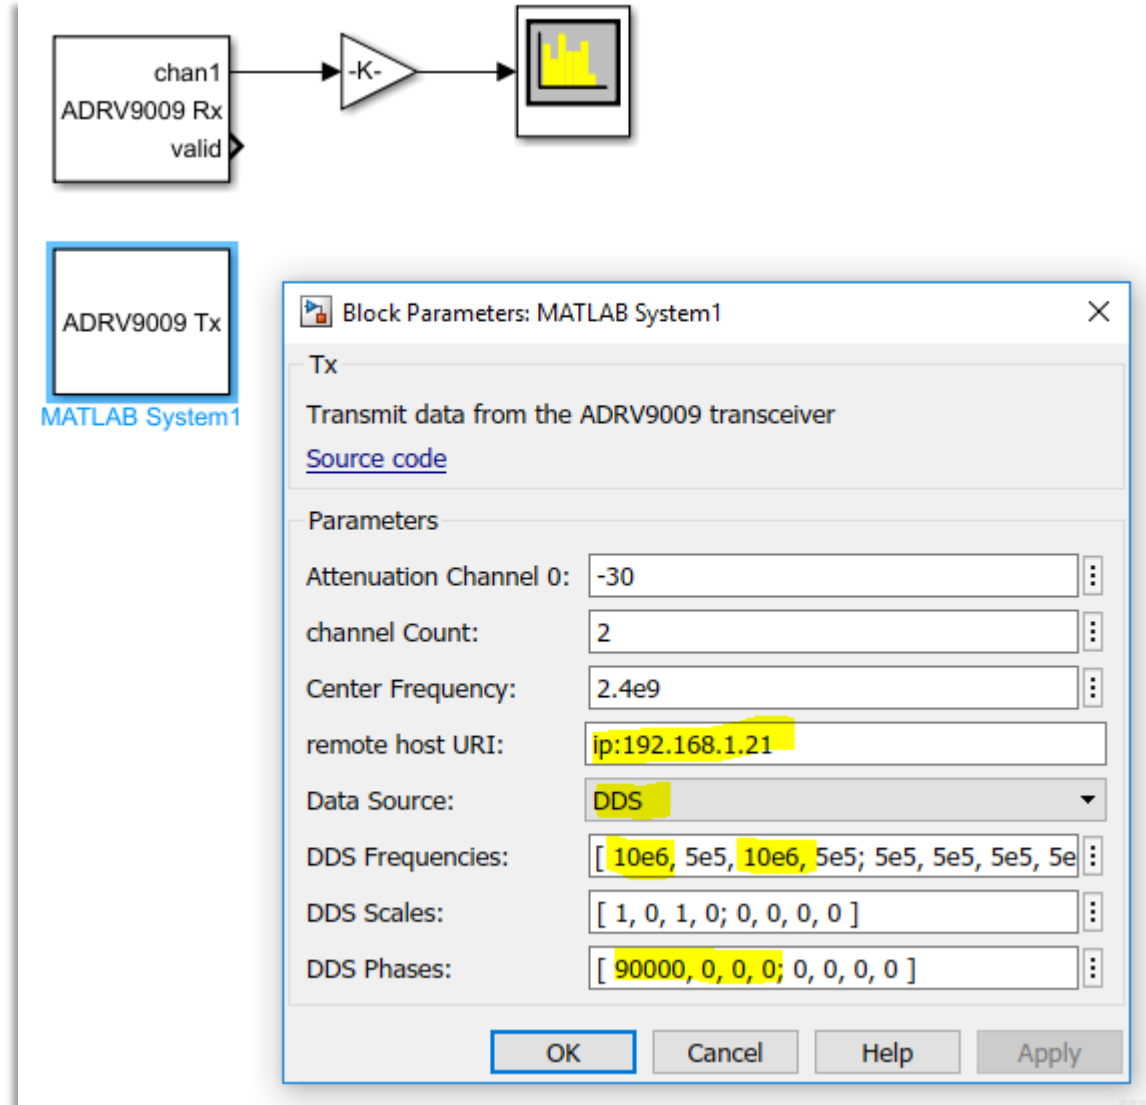 chan1
ADRV9009 Rx
valid
-K-
ADRV9009 Tx
MATLAB System1
Block Parameters: MATLAB System1
Tx
Transmit data from the ADRV9009 transceiver
Source code
Parameters
Attenuation Channel 0: -30
channel Count: 2
Center Frequency: 2.4e9
remote host URI: ip:192.168.1.21
Data Source: DDS
DDS Frequencies: [ 10e6, 5e5, 10e6, 5e5; 5e5, 5e5, 5e5, 5e
DDS Scales: [ 1, 0, 1, 0; 0, 0, 0, 0 ]
DDS Phases: [ 90000, 0, 0, 0; 0, 0, 0, 0 ]
OK Cancel Help Apply